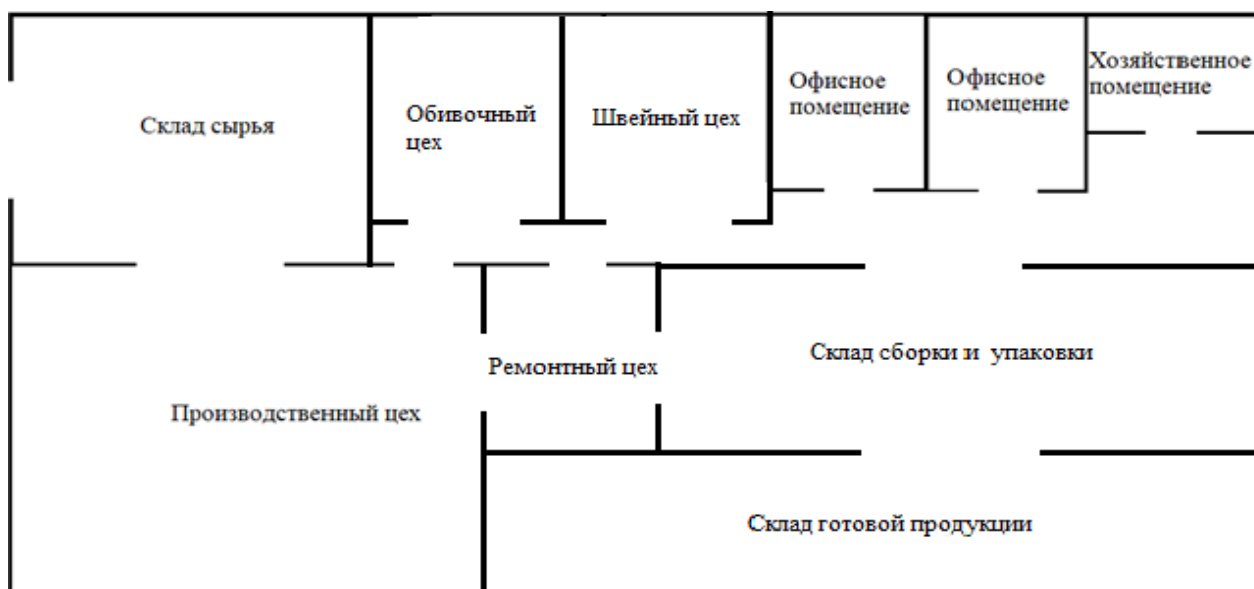 Склад сырья
Обивочный
цех
Швейный цех
Офисное
помещение
Офисное
помещение
Хозяйственное
помещение
Ремонтный цех
Склад сборки и упаковки
Производственный цех
Склад готовой продукции